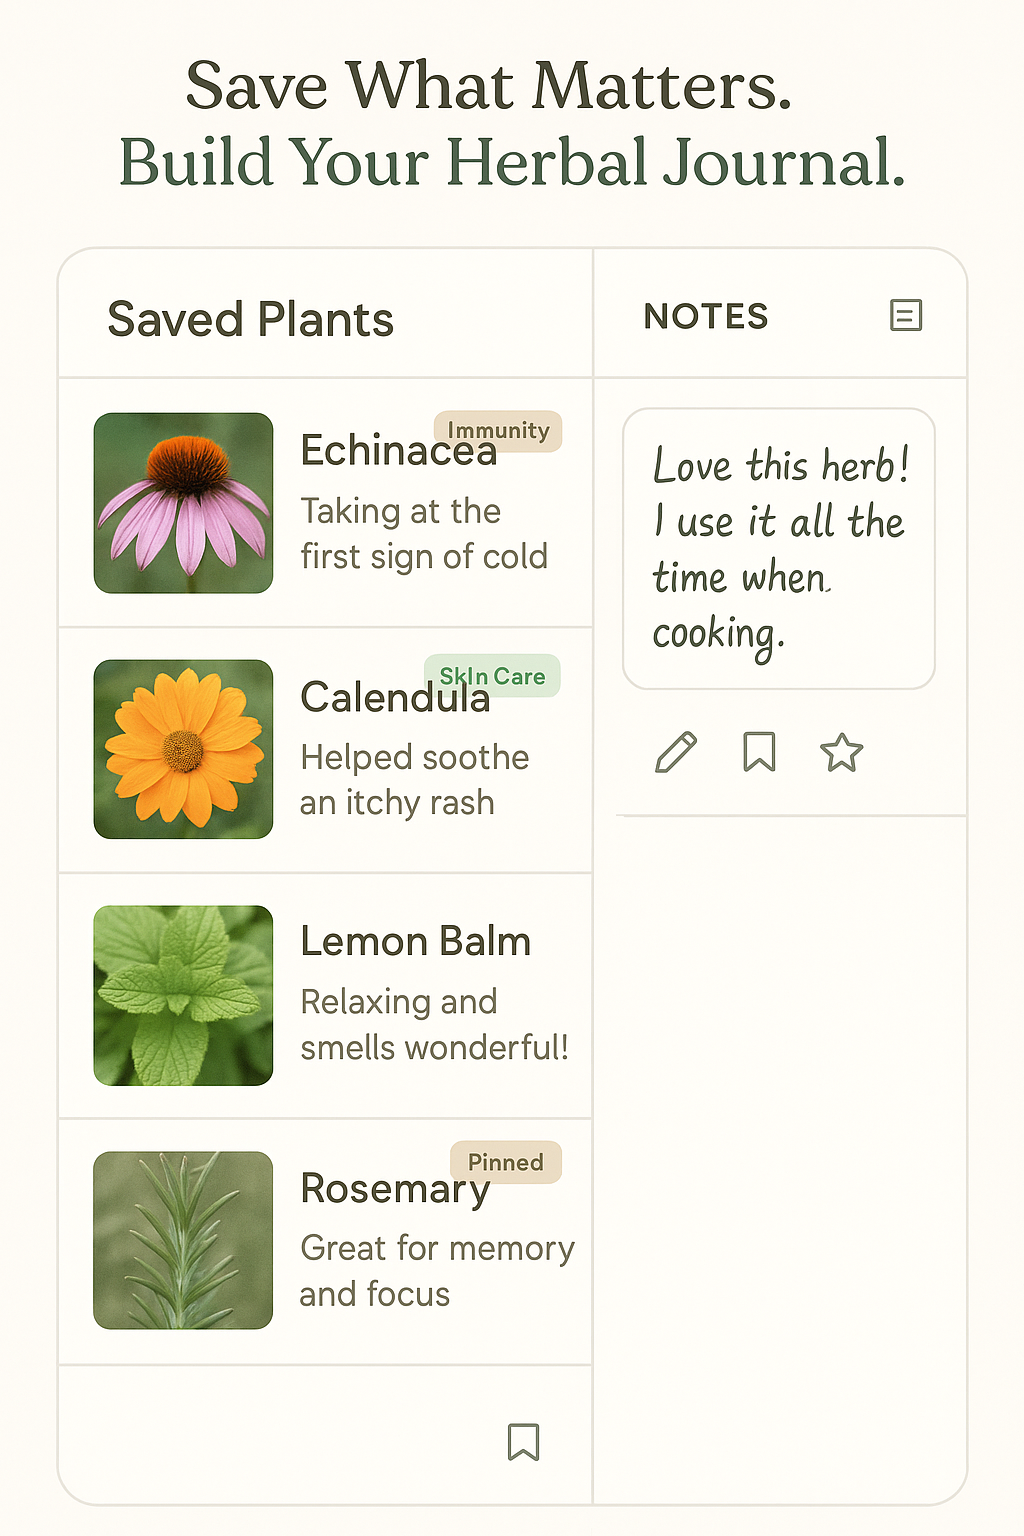 Save What Matters.
Build Your Herbal Journal.
Saved Plants
Immunity
Echinacea
Taking at the
first sign of cold
SkIn Care
Calendula
Helped soothe
an itchy rash
Lemon Balm
Relaxing and
smells wonderful!
Pinned
Rosemary
Great for memory
and focus
NOTES
Love this herb!
I use it all the
time when.
cooking.